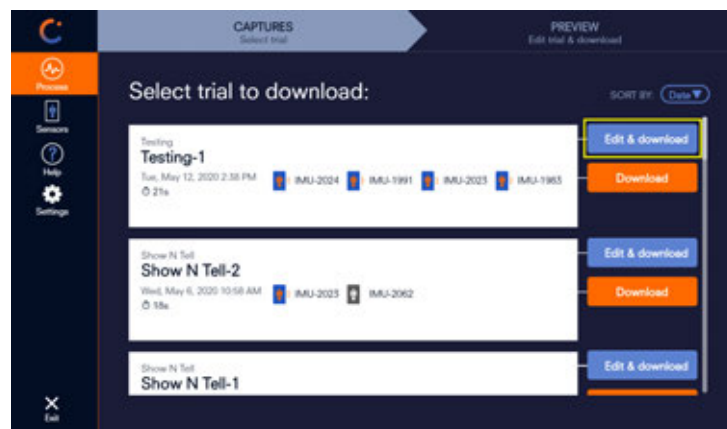 CAPTURES
Select trial
PREVIEW
Edit trial & download
Process
Sensors
Help
Settings
Exit
Select trial to download:
SORT BY: Date▼
Testing
Testing-1
Tue, May 12, 2020 2:38 PM
21s
IMU-2024 IMU-1991 IMU-2023 IMU-1983
Edit & download
Download
Show N Tell
Show N Tell-2
Wed, May 6, 2020 10:58 AM
18s
IMU-2023 IMU-2062
Edit & download
Download
Show N Tell
Show N Tell-1
Edit & download